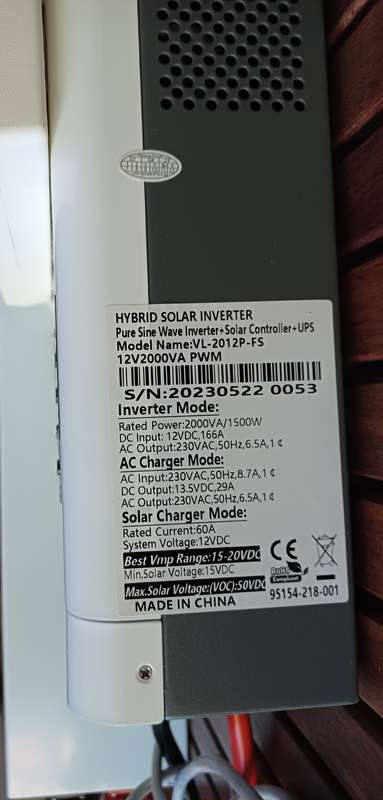 HYBRID SOLAR INVERTER
Pure Sine Wave Inverter+Solar Controller+UPS
Model Name:VL-2012P-FS
12V2000VA PWM
S/N:20230522 0053
Inverter Mode:
Rated Power:2000VA/1500W
DC Input: 12VDC,166A
AC Output:230VAC,50Hz,6.5A,1 ¢
AC Charger Mode:
AC Input:230VAC,50Hz,8.7A,1 ¢
DC Output:13.5VDC,29A
AC Output:230VAC,50Hz,6.5A,1 ¢
Solar Charger Mode:
Rated Current:60A
System Voltage:12VDC
Best Vmp Range:15-20VDC
Min.Solar Voltage:15VDC
Max.Solar Voltage:(VOC):50VDC
CE
RoHS
Compliant
95154-218-001
MADE IN CHINA